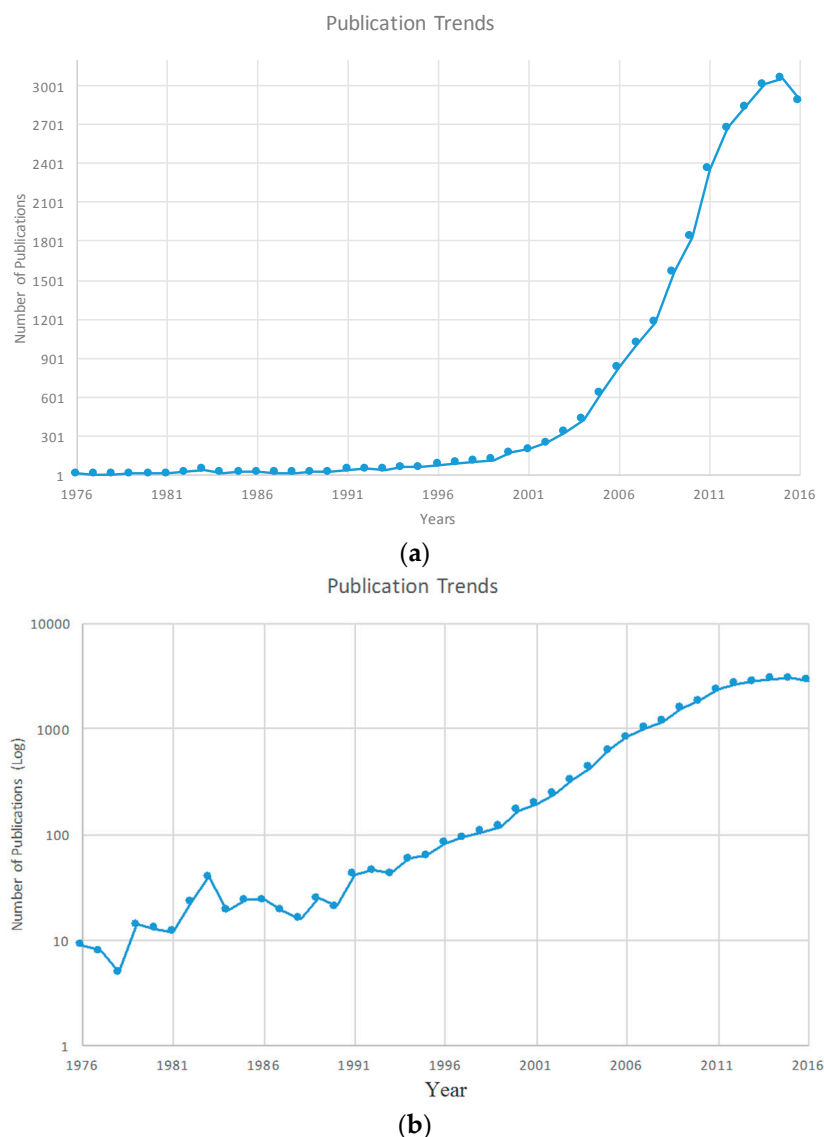 Publication Trends
3001
2701
2401
2101
1801
1501
1201
901
601
301
1
Number of Publications
1976 1981 1986 1991 1996 2001 2006 2011 2016
Years
(a)
Publication Trends
10000
1000
100
10
1
Number of Publications (Log)
1976 1981 1986 1991 1996 2001 2006 2011 2016
Year
(b)